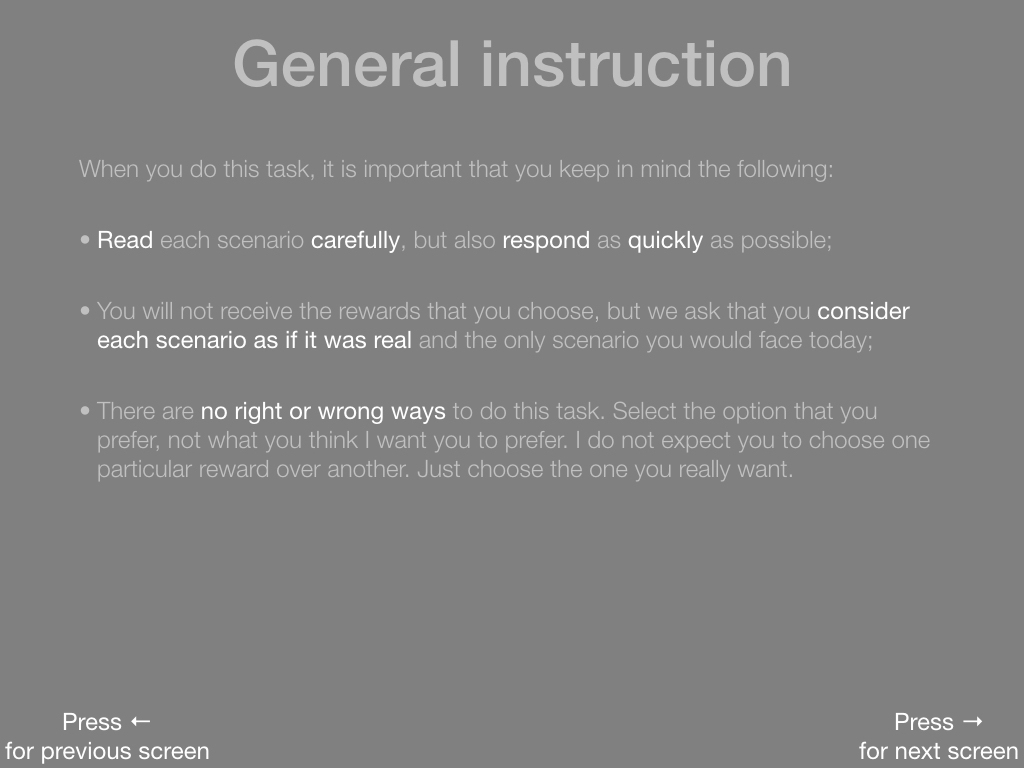 General instruction
When you do this task, it is important that you keep in mind the following:
• Read each scenario carefully, but also respond as quickly as possible;
• You will not receive the rewards that you choose, but we ask that you consider
each scenario as if it was real and the only scenario you would face today;
• There are no right or wrong ways to do this task. Select the option that you
prefer, not what you think I want you to prefer. I do not expect you to choose one
particular reward over another. Just choose the one you really want.
Press ←
for previous screen
Press →
for next screen